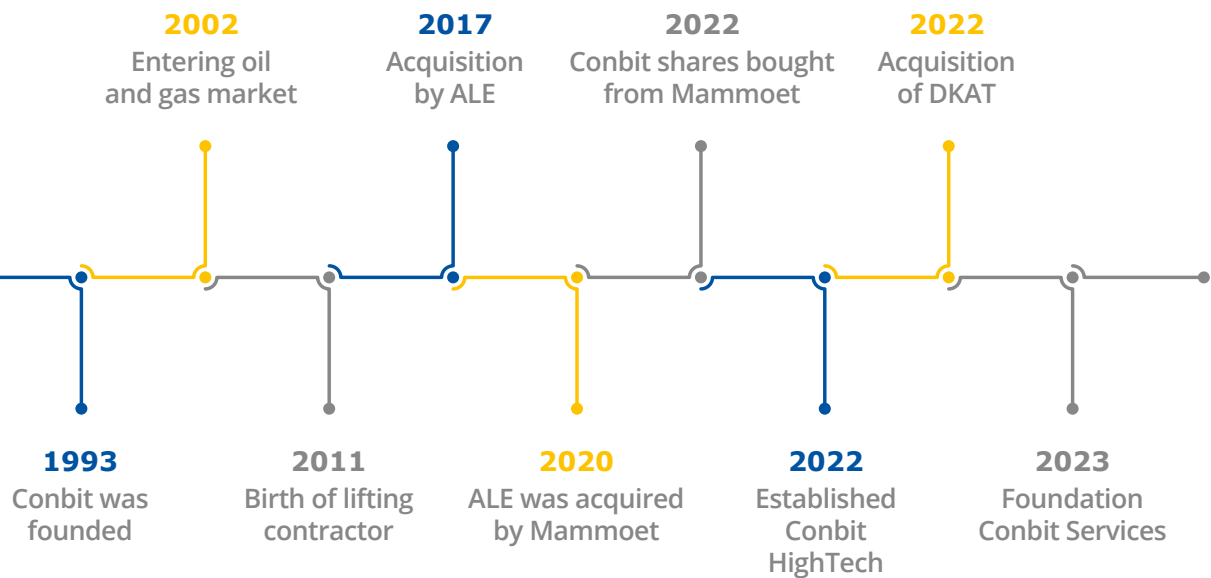 2002
Entering oil
and gas market
2017
Acquisition
by ALE
2022
Conbit shares bought
from Mammoet
2022
Acquisition
of DKAT
1993
Conbit was
founded
2011
Birth of lifting
contractor
2020
ALE was acquired
by Mammoet
2022
Established
Conbit
HighTech
2023
Foundation
Conbit Services